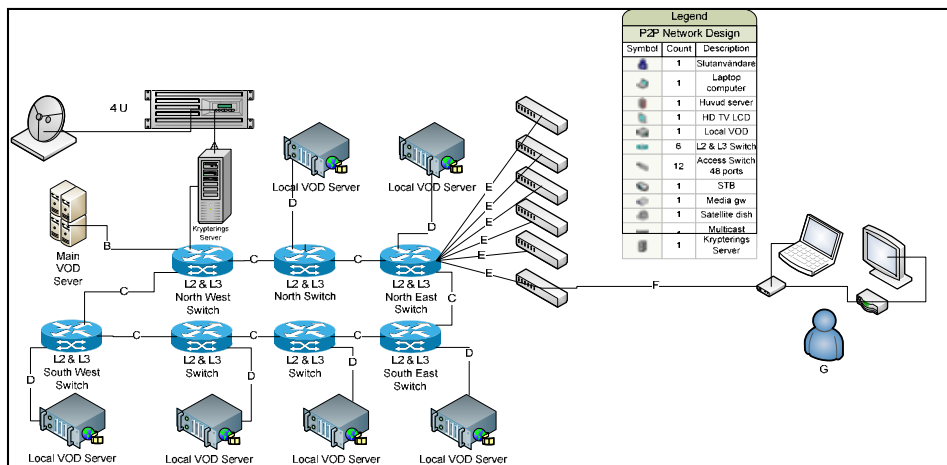 Legend
P2P Network Design
Symbol Count Description
1 Slutanvändare
1 Laptop
computer
1 Huvud server
1 HD TV LCD
1 Local VOD
6 L2 & L3 Switch
12 Access Switch
48 ports
1 STB
1 Media gw
1 Satellite dish
1 Multicast
1 Krypterings
Server
4 U
Krypterings
Server
Local VOD Server
Local VOD Server
D
D
E
E
E
E
E
E
Main
VOD
Sever
B
L2 & L3
North West
Switch
C
L2 & L3
North Switch
C
L2 & L3
North East
Switch
C
C
F
G
L2 & L3
South West
Switch
C
L2 & L3
Switch
C
L2 & L3
Switch
C
L2 & L3
South East
Switch
D
D
D
D
Local VOD Server
Local VOD Server
Local VOD Server
Local VOD Server